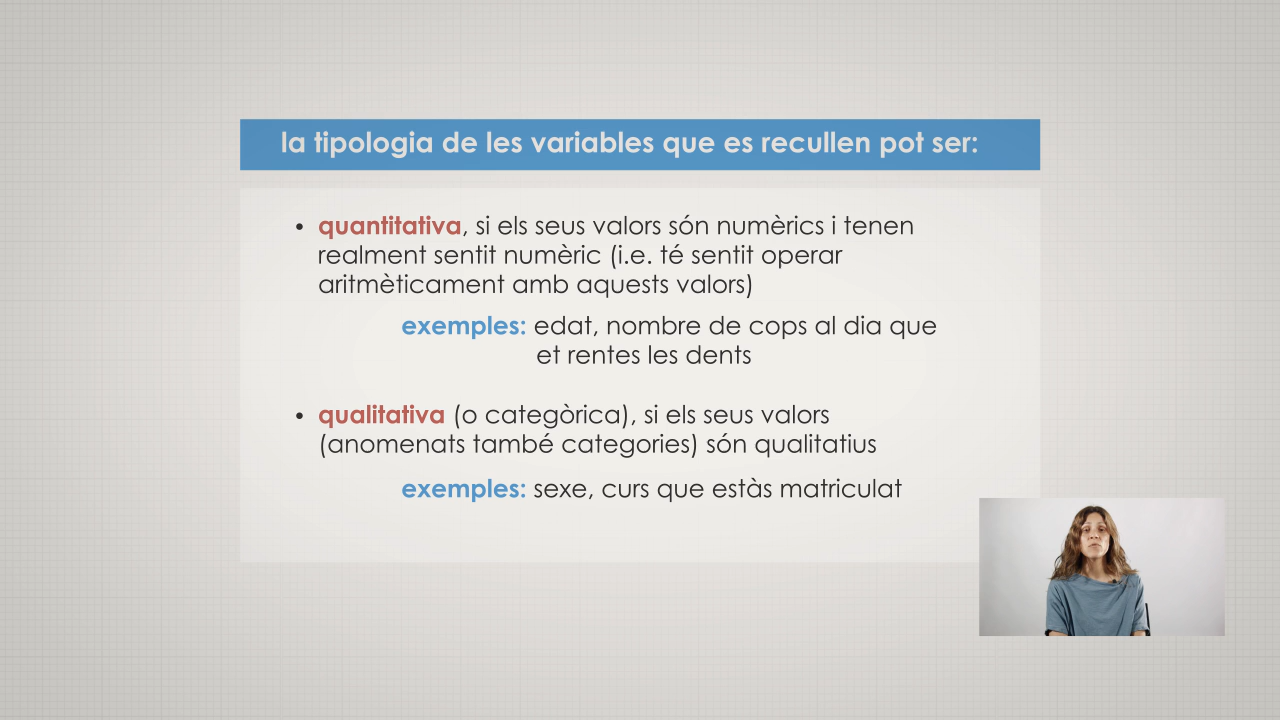 la tipologia de les variables que es recullen pot ser:
• quantitativa, si els seus valors són numèrics i tenen
realment sentit numèric (i.e. té sentit operar
aritmèticament amb aquests valors)
exemples: edat, nombre de cops al dia que
et rentes les dents
• qualitativa (o categòrica), si els seus valors
(anomenats també categories) són qualitatius
exemples: sexe, curs que estàs matriculat